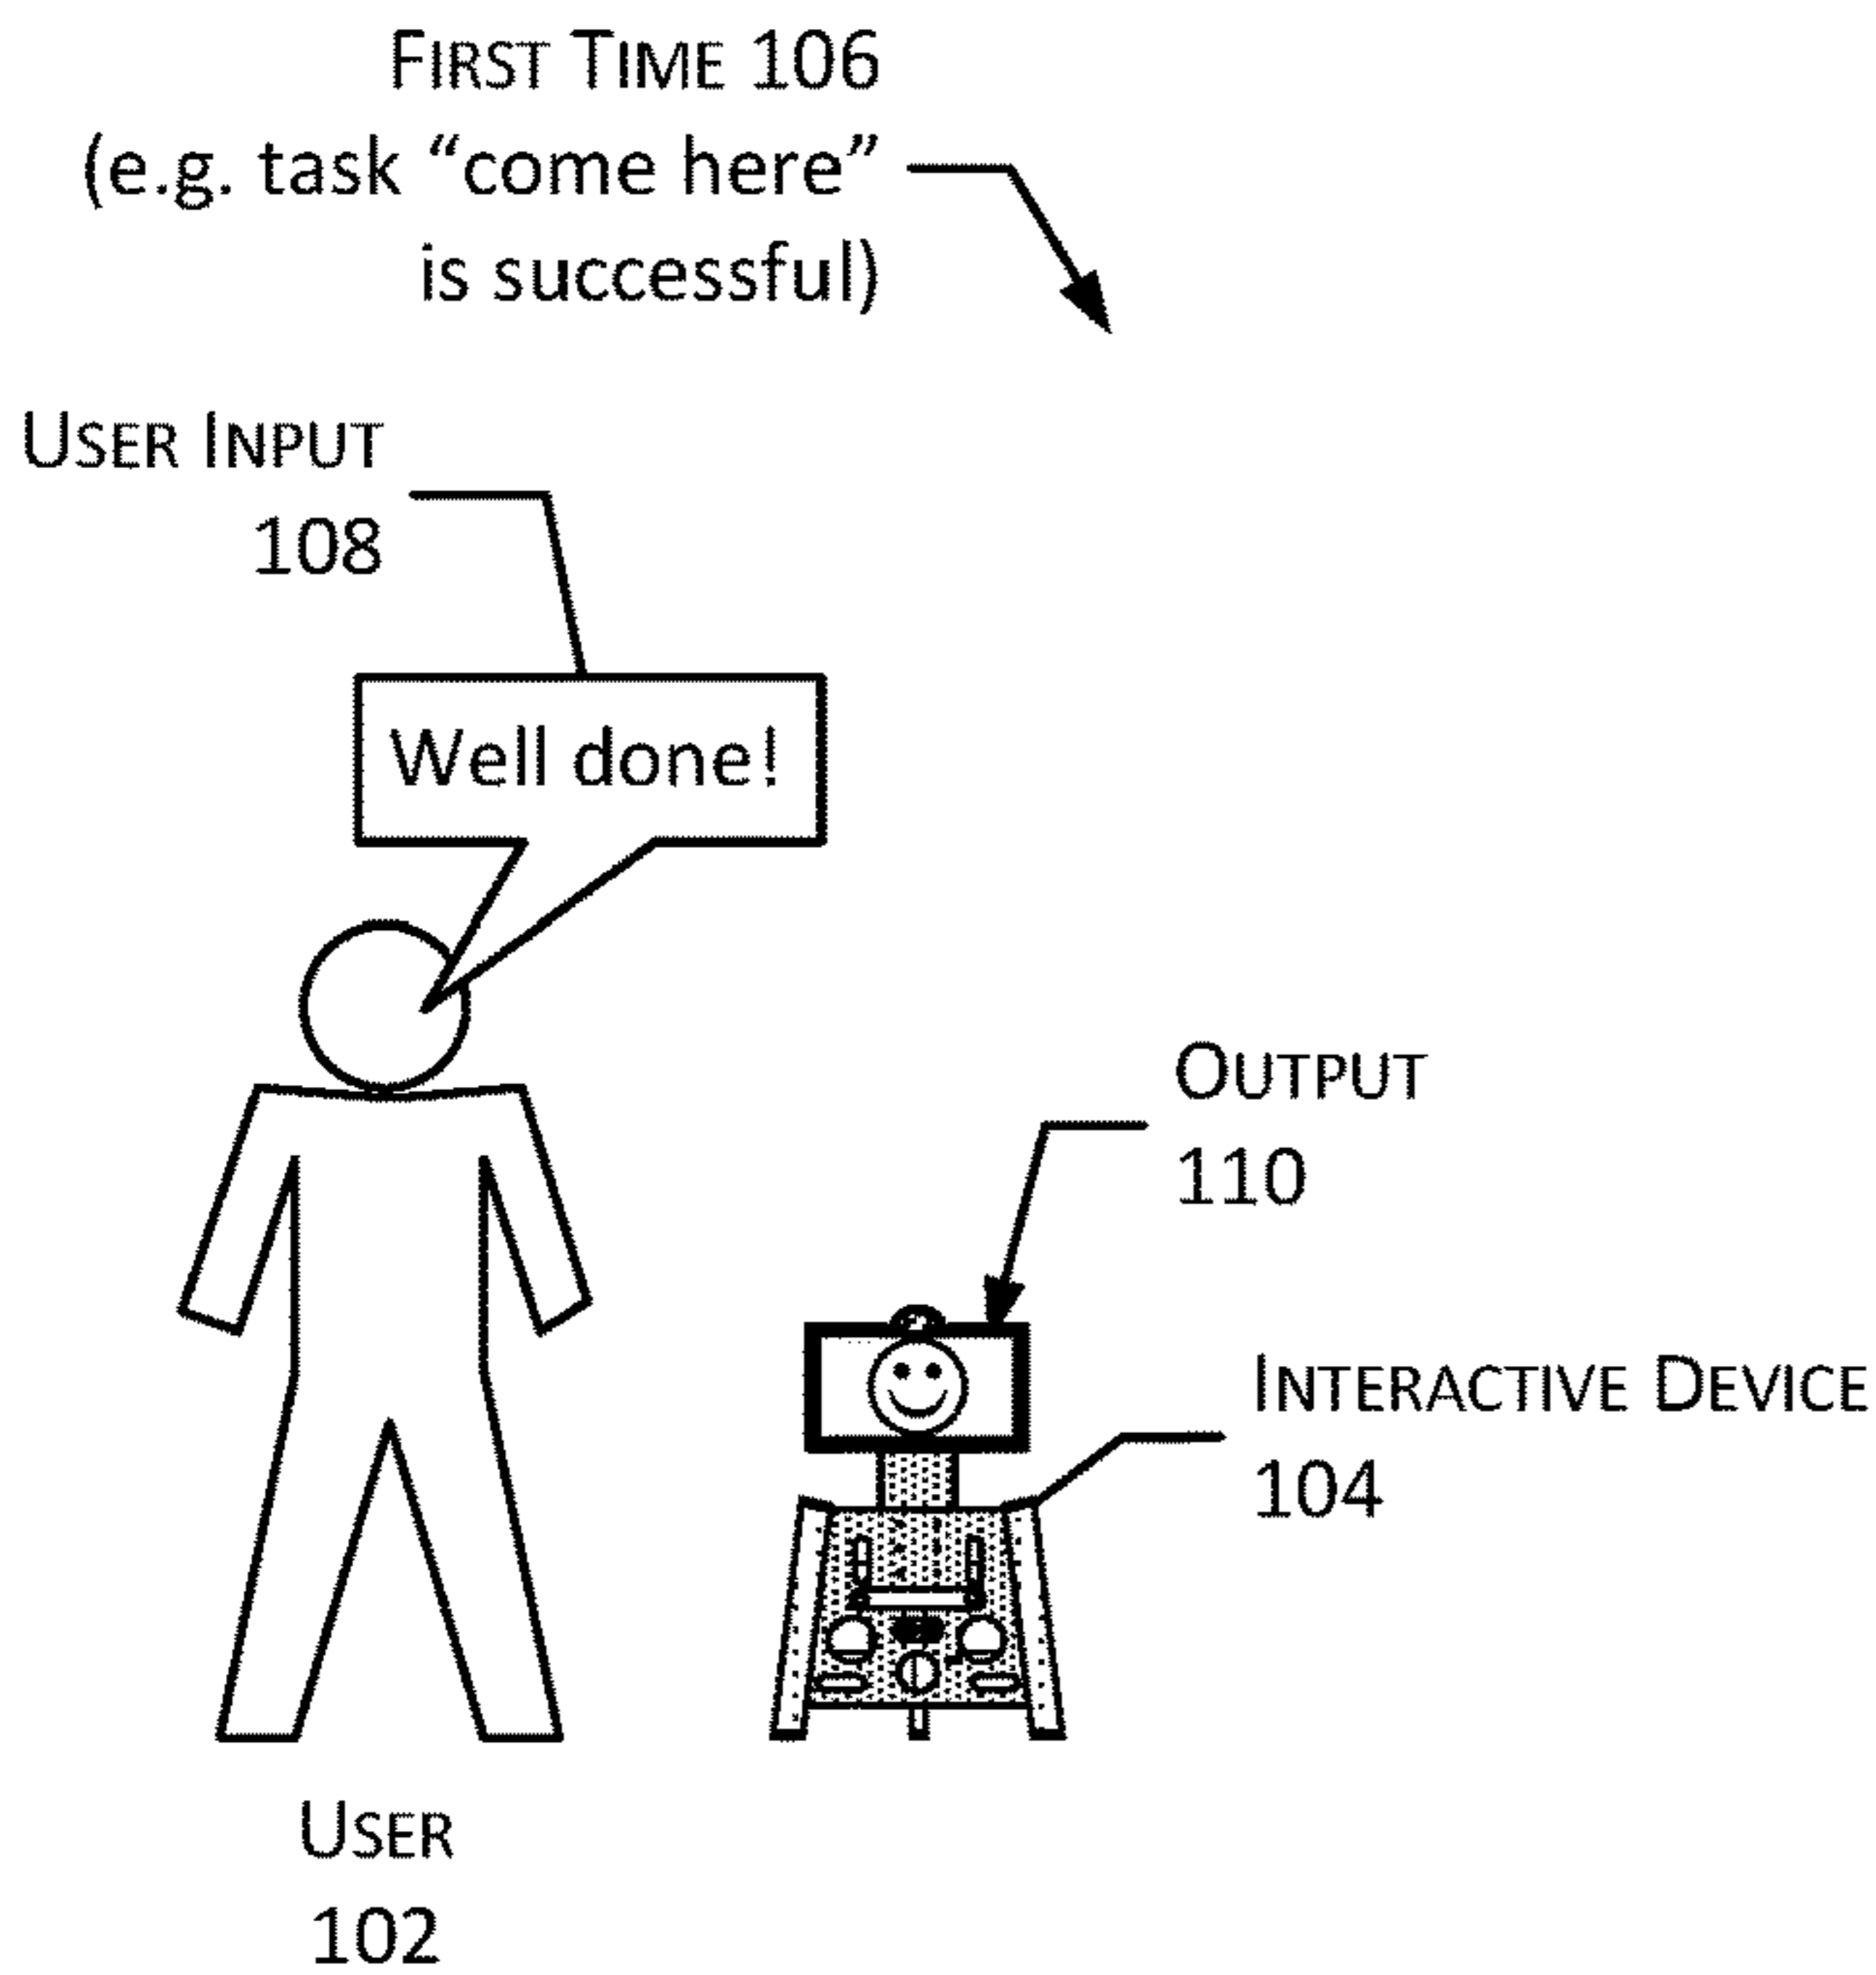 FIRST TIME 106
(e.g. task “come here”
is successful)
USER INPUT
108
Well done!
OUTPUT
110
INTERACTIVE DEVICE
104
USER
102